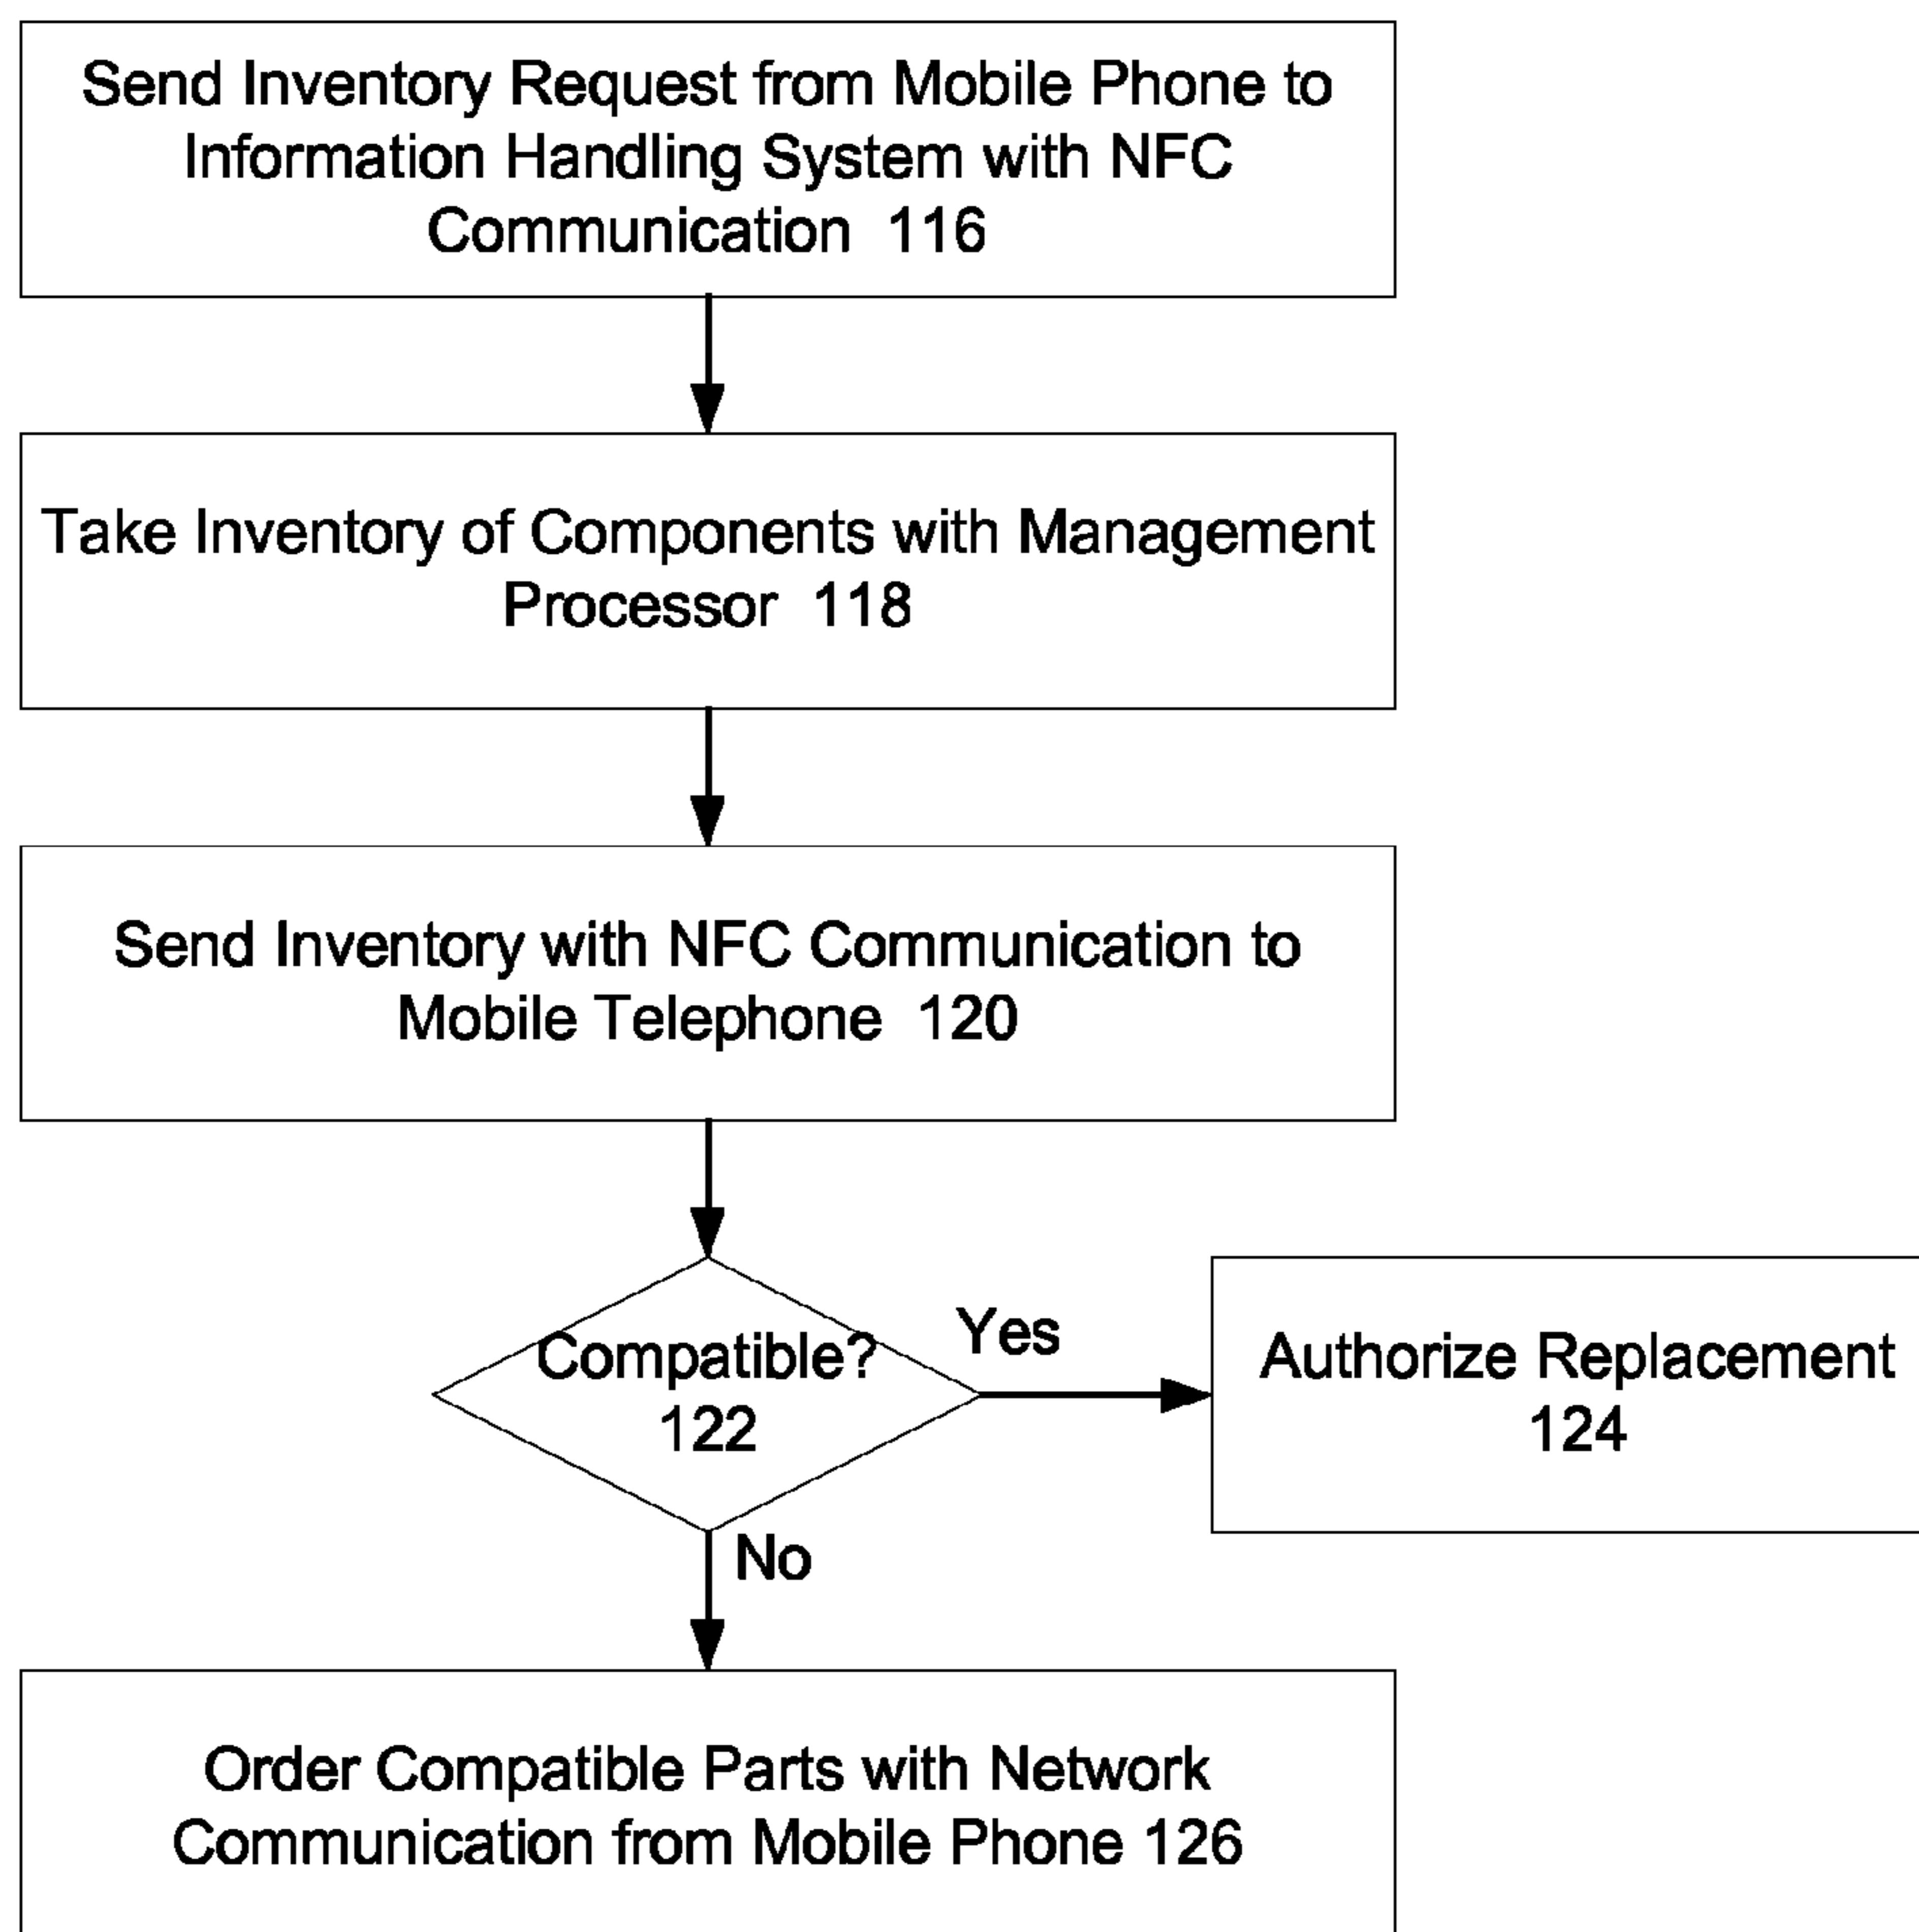 Send Inventory Request from Mobile Phone to
Information Handling System with NFC
Communication 116
Take Inventory of Components with Management
Processor 118
Send Inventory with NFC Communication to
Mobile Telephone 120
Compatible?
122
Yes
Authorize Replacement
124
No
Order Compatible Parts with Network
Communication from Mobile Phone 126